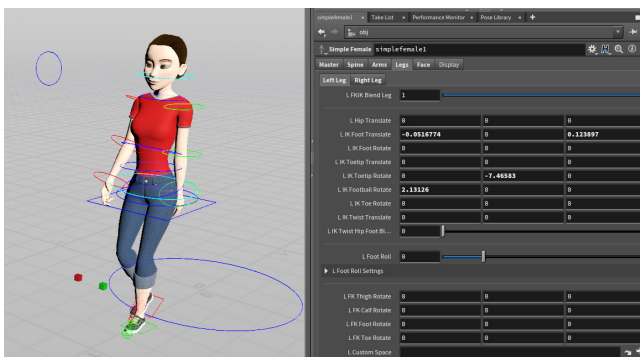 simplefemale1 Take List Performance Monitor Pose Library
obj
Simple Female simplefemale1
Master Spine Arms Legs Face Display
Left Leg Right Leg
L FKIK Blend Leg 1
L Hip Translate 0 0 0
L IK Foot Translate -0.0516774 0 0.123897
L IK Foot Rotate 0 0 0
L IK Toetip Translate 0 0 0
L IK Toetip Rotate 0 -7.46583 0
L IK Football Rotate 2.13126 0 0
L IK Toe Rotate 0 0 0
L IK Twist Translate 0 0 0
L IK Twist Hip Foot Bl... 0
L Foot Roll 0
L Foot Roll Settngs
L FK Thigh Rotate 0 0 0
L FK Calf Rotate 0 0 0
L FK Foot Rotate 0 0 0
L FK Toe Rotate 0 0 0
L Custom Space